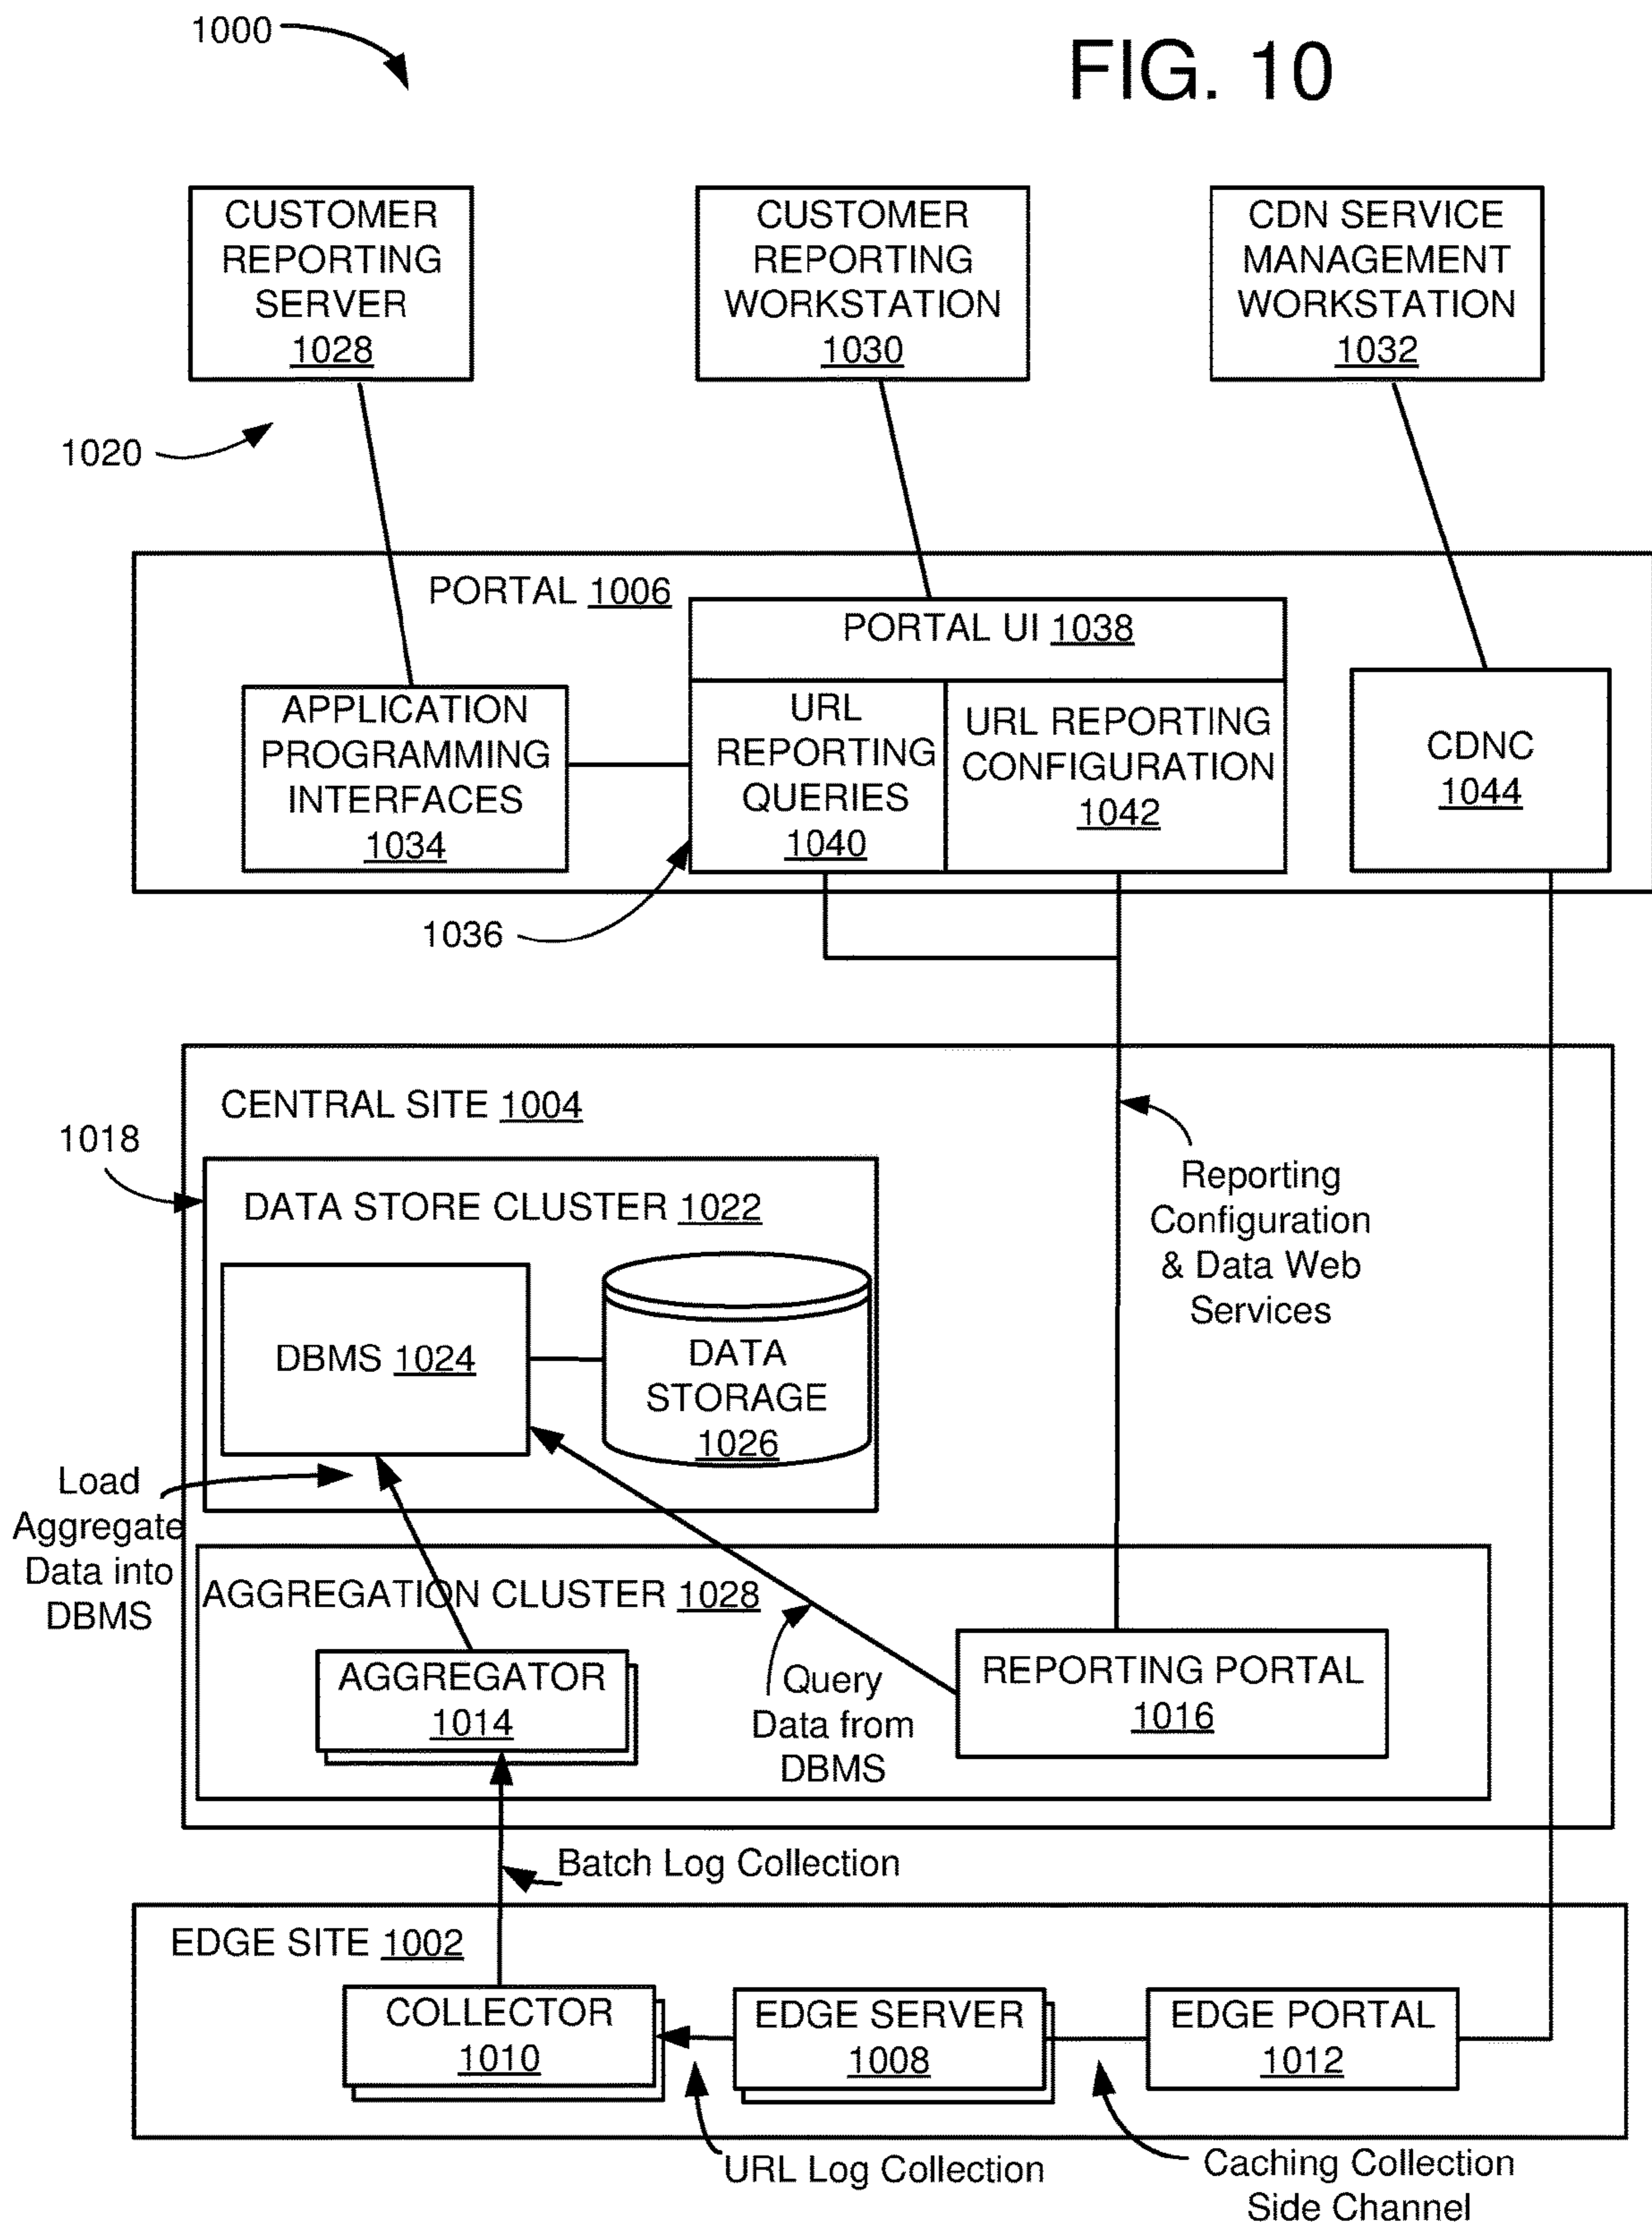 1000
FIG. 10
CUSTOMER
REPORTING
SERVER
1028
CUSTOMER
REPORTING
WORKSTATION
1030
CDN SERVICE
MANAGEMENT
WORKSTATION
1032
1020
PORTAL 1006
PORTAL UI 1038
APPLICATION
PROGRAMMING
INTERFACES
1034
URL
REPORTING
QUERIES
1040
URL REPORTING
CONFIGURATION
1042
CDNC
1044
1036
CENTRAL SITE 1004
1018
DATA STORE CLUSTER 1022
DBMS 1024
DATA
STORAGE
1026
Reporting
Configuration
& Data Web
Services
Load
Aggregate
Data into
DBMS
AGGREGATION CLUSTER 1028
AGGREGATOR
1014
Query
Data from
DBMS
REPORTING PORTAL
1016
Batch Log Collection
EDGE SITE 1002
COLLECTOR
1010
EDGE SERVER
1008
EDGE PORTAL
1012
URL Log Collection
Caching Collection
Side Channel